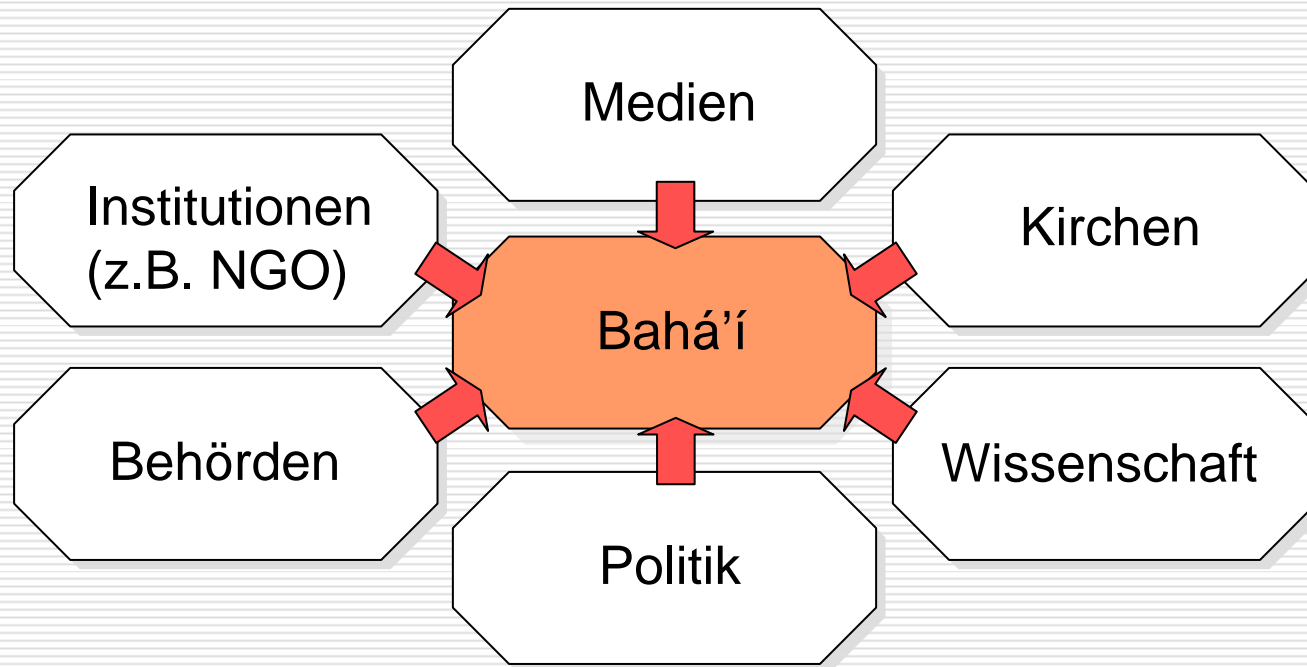 Medien
Institutionen
(z.B. NGO)
Kirchen
Bahá’í
Behörden
Wissenschaft
Politik